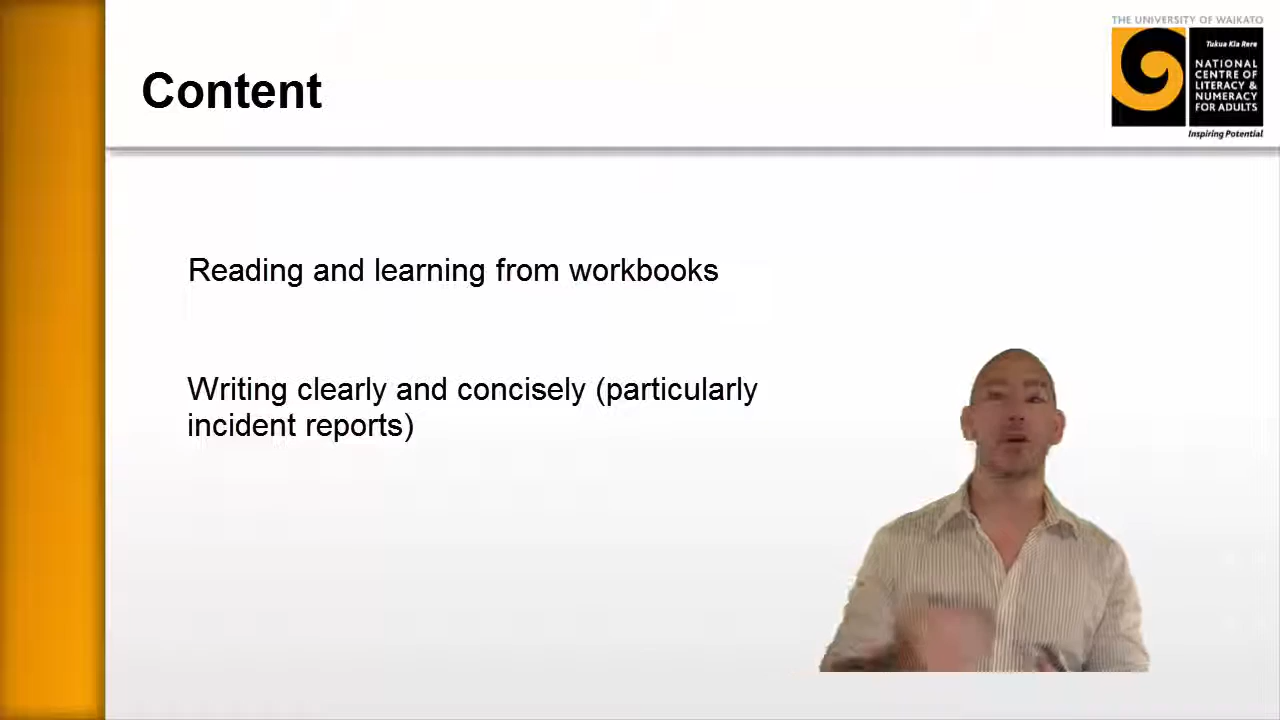 THE UNIVERSITY OF WAIKATO
Content
Tukua Kia Rere
NATIONAL
CENTRE OF
LITERACY &
NUMERACY
FOR ADULTS
Inspiring Potential
Reading and learning from workbooks
Writing clearly and concisely (particularly
incident reports)